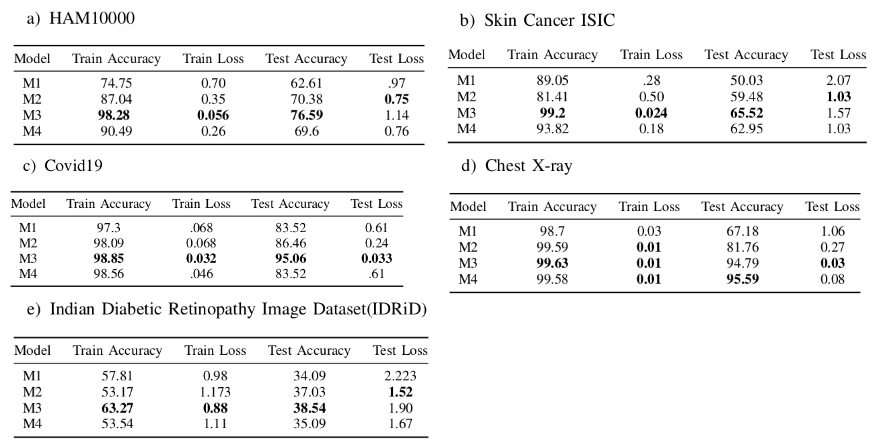 a) HAM10000
Model Train Accuracy Train Loss Test Accuracy Test Loss
M1 74.75 0.70 62.61 .97
M2 87.04 0.35 70.38 0.75
M3 98.28 0.056 76.59 1.14
M4 90.49 0.26 69.6 0.76
b) Skin Cancer ISIC
Model Train Accuracy Train Loss Test Accuracy Test Loss
M1 89.05 .28 50.03 2.07
M2 81.41 0.50 59.48 1.03
M3 99.2 0.024 65.52 1.57
M4 93.82 0.18 62.95 1.03
c) Covid19
Model Train Accuracy Train Loss Test Accuracy Test Loss
M1 97.3 .068 83.52 0.61
M2 98.09 0.068 86.46 0.24
M3 98.85 0.032 95.06 0.033
M4 98.56 .046 83.52 .61
d) Chest X-ray
Model Train Accuracy Train Loss Test Accuracy Test Loss
M1 98.7 0.03 67.18 1.06
M2 99.59 0.01 81.76 0.27
M3 99.63 0.01 94.79 0.03
M4 99.58 0.01 95.59 0.08
e) Indian Diabetic Retinopathy Image Dataset(IDRiD)
Model Train Accuracy Train Loss Test Accuracy Test Loss
M1 57.81 0.98 34.09 2.223
M2 53.17 1.173 37.03 1.52
M3 63.27 0.88 38.54 1.90
M4 53.54 1.11 35.09 1.67